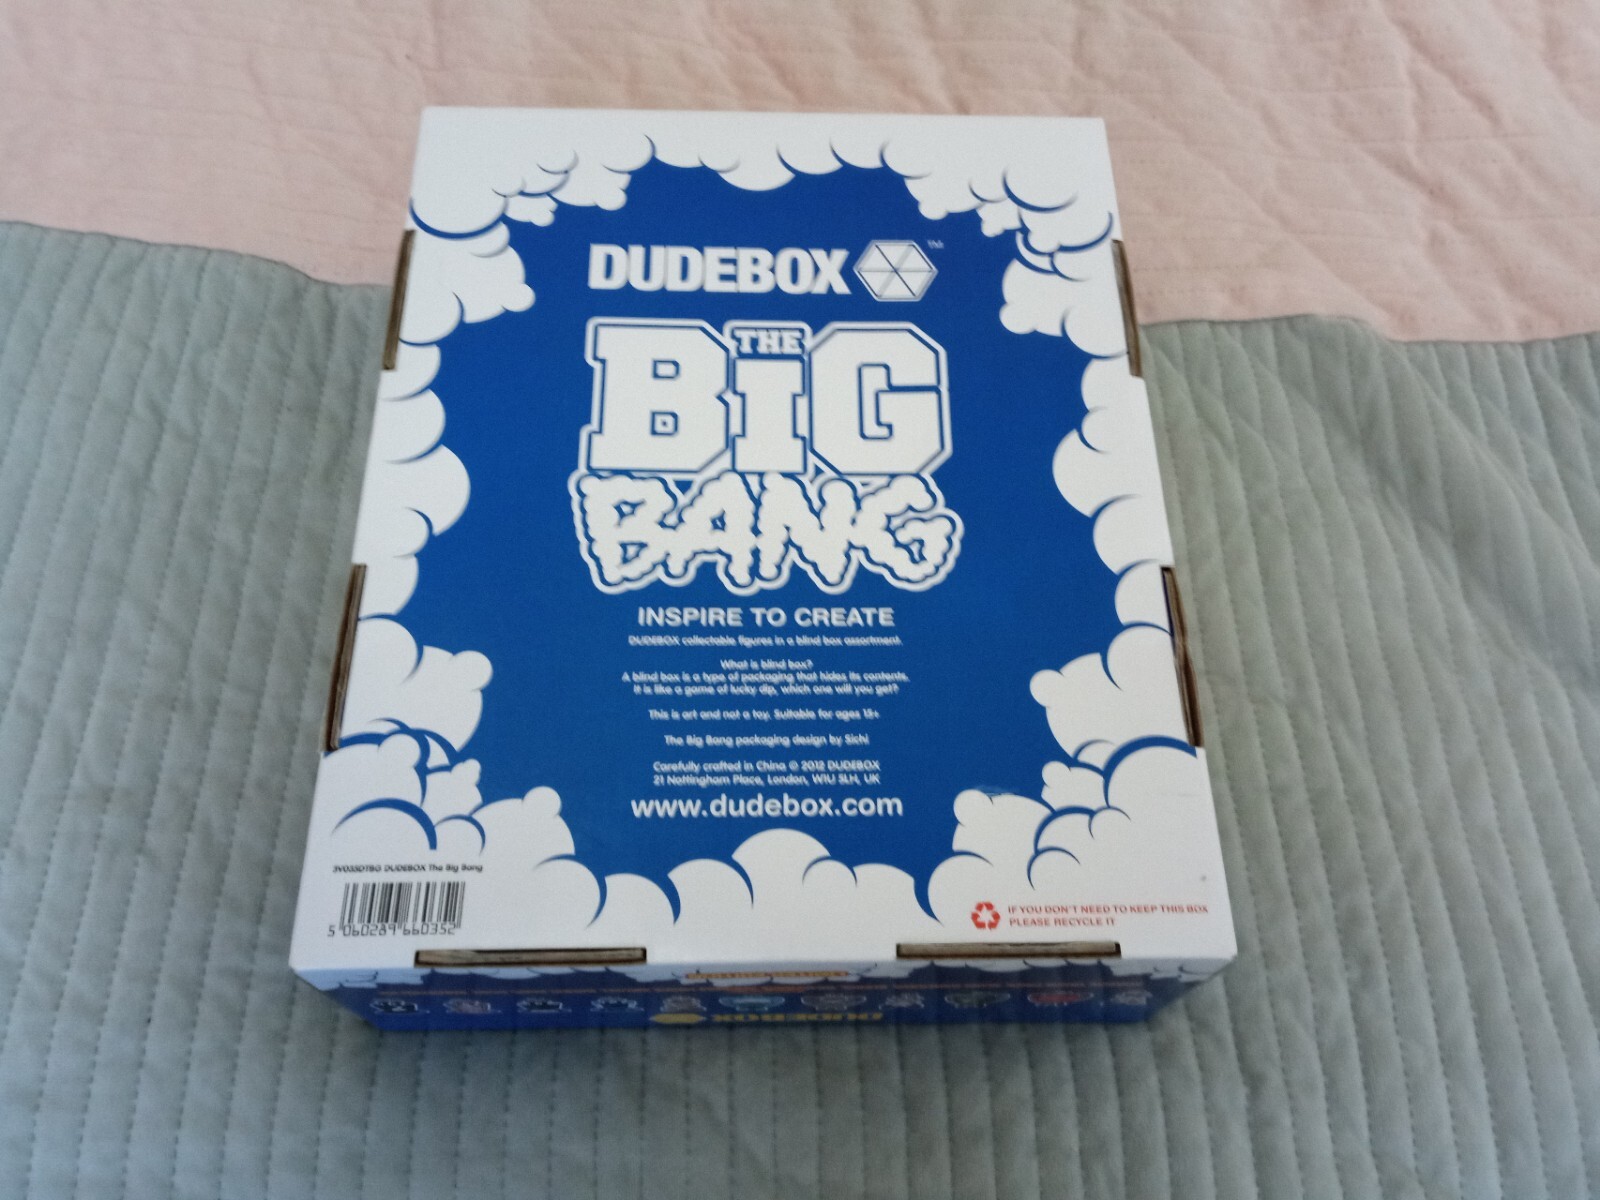 DUDEBOX ™
THE
BiG
BANG
INSPIRE TO CREATE
DUDEBOX collectable figures in a blind box assortment.
What is blind box?
A blind box is a type of packaging that hides its contents.
It is like a game of lucky dip, which one will you get?
This is art and not a toy. Suitable for ages 15+
The Big Bang packaging design by Sichi
Carefully crafted in China © 2012 DUDEBOX
21 Nottingham Place, London, W1U 5LH, UK
www.dudebox.com
DUDEBOX The Big Bang
5 060289 660352
IF YOU DON'T NEED TO KEEP THIS BOX
PLEASE RECYCLE IT
DUDEBOX